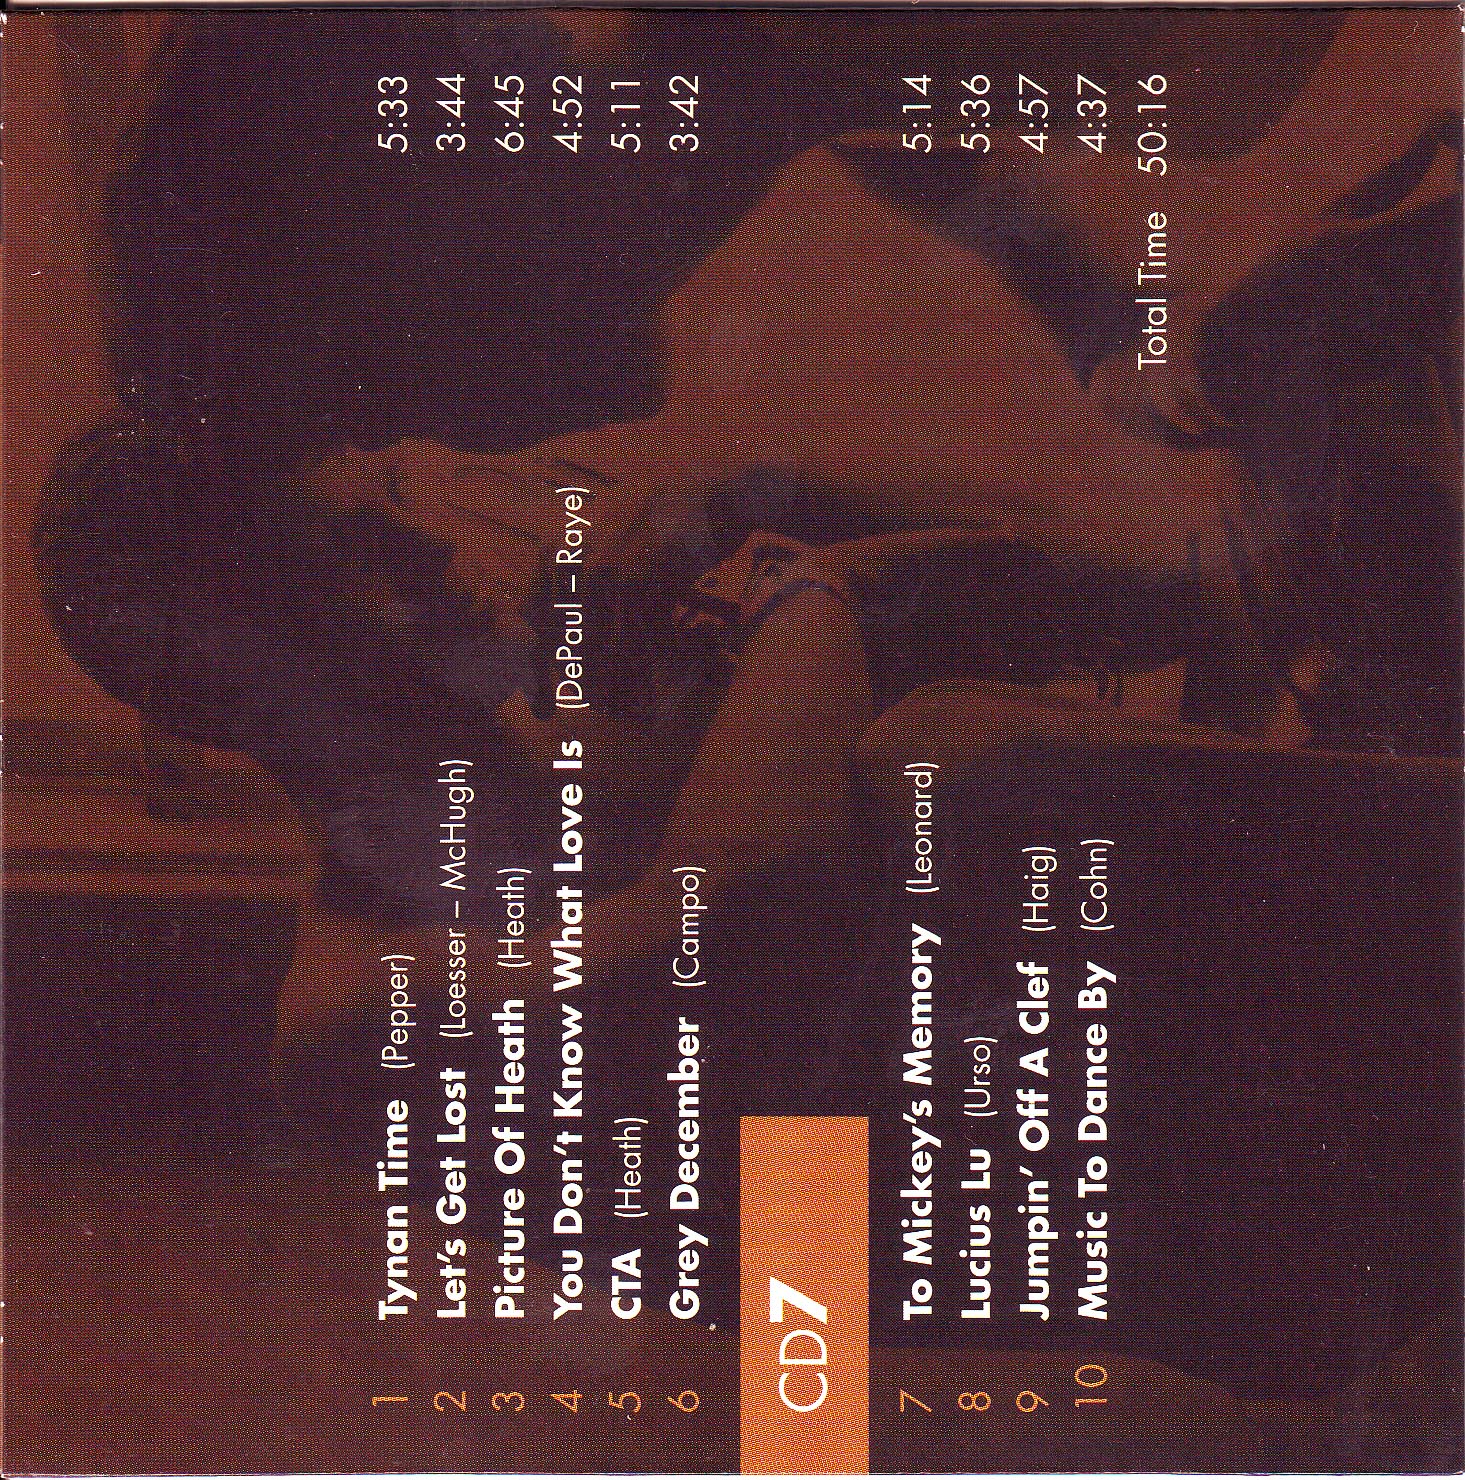 1 Tynan Time (Pepper) 5:33
2 Let's Get Lost (Loesser – McHugh) 3:44
3 Picture Of Heath (Heath) 6:45
4 You Don't Know What Love Is (DePaul – Raye) 4:52
5 CTA (Heath) 5:11
6 Grey December (Campo) 3:42
CD7
7 To Mickey's Memory (Leonard) 5:14
8 Lucius Lu (Urso) 5:36
9 Jumpin' Off A Clef (Haig) 4:57
10 Music To Dance By (Cohn) 4:37
Total Time 50:16